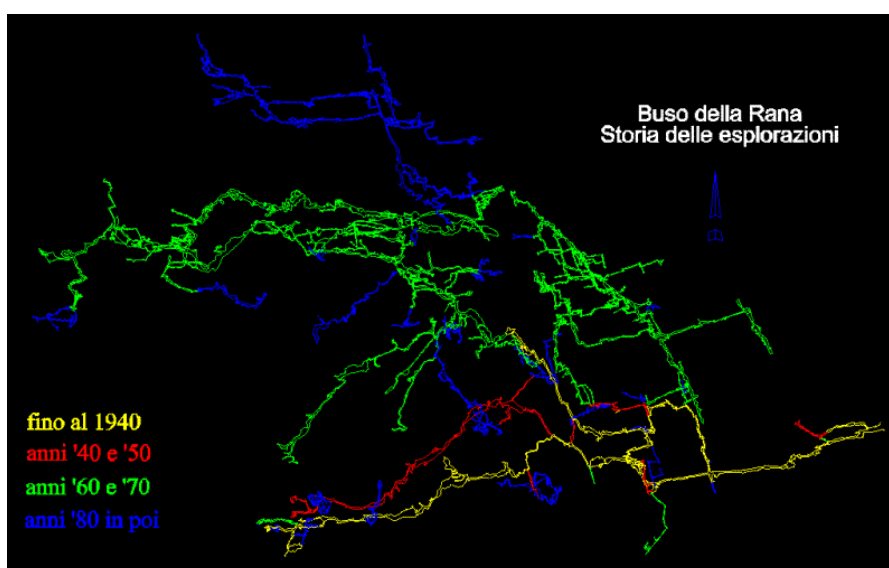 Buso della Rana
Storia delle esplorazioni
fino al 1940
anni '40 e '50
anni '60 e '70
anni '80 in poi